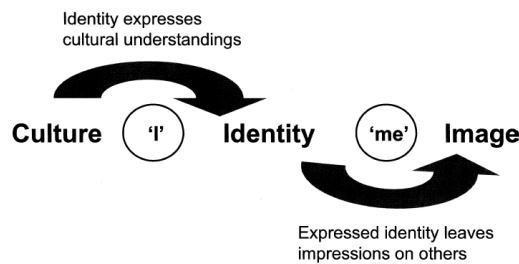 Identity expresses
cultural understandings
Culture 'I' Identity 'me' Image
Expressed identity leaves
impressions on others